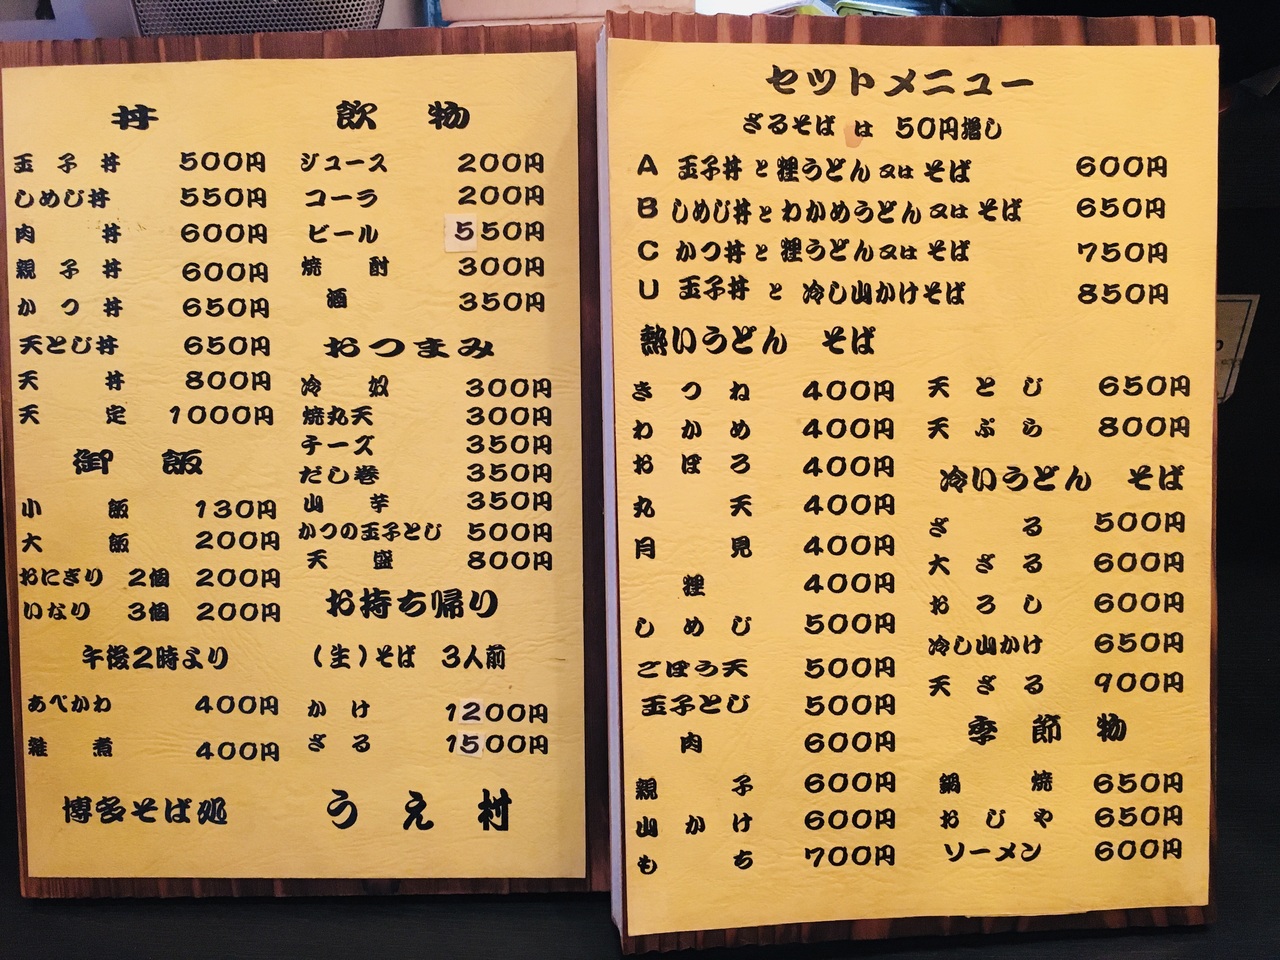 丼
玉子丼 500円
しめじ丼 550円
肉丼 600円
親子丼 600円
かつ丼 650円
天とじ丼 650円
天丼 800円
天定 1000円
御飯
小飯 130円
大飯 200円
おにぎり 2個 200円
いなり 3個 200円
午後2時より
あべかわ 400円
雑煮 400円
博多そば処
飲物
ジュース 200円
コーラ 200円
ビール 550円
焼酎 300円
酒 350円
おつまみ
冷奴 300円
焼丸天 300円
チーズ 350円
だし巻 350円
山芋 350円
かつの玉子とじ 500円
天盛 800円
お持ち帰り
(生)そば 3人前
かけ 1200円
ざる 1500円
うえ村
セットメニュー
ざるそば は 50円増し
A 玉子丼と狸うどん又はそば 600円
B しめじ丼とわかめうどん又はそば 650円
C かつ丼と狸うどん又はそば 750円
U 玉子丼と冷し山かけそば 850円
熱いうどん そば
きつね 400円
わかめ 400円
おぼろ 400円
丸天 400円
月見 400円
狸 400円
しめじ 500円
ごぼう天 500円
玉子とじ 500円
肉 600円
親子 600円
山かけ 600円
もち 700円
天とじ 650円
天ぷら 800円
冷いうどん そば
ざる 500円
大ざる 600円
おろし 600円
冷し山かけ 650円
天ざる 900円
季節物
鍋焼 650円
おじや 650円
ソーメン 600円